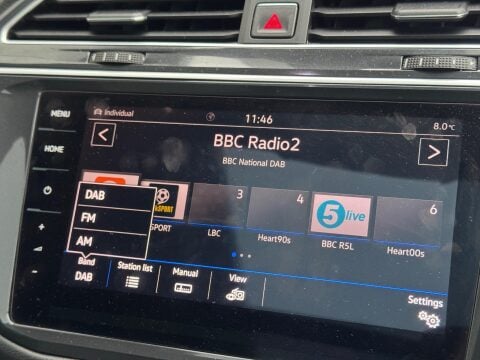 MENU
Individual
11:46
8.0°C
HOME
BBC Radio2
BBC National DAB
DAB
FM
AM
SPORT
3
LBC
4
Heart90s
5 live
BBC R5L
6
Heart00s
Band
DAB
Station list
Manual
View
Settings
+
-